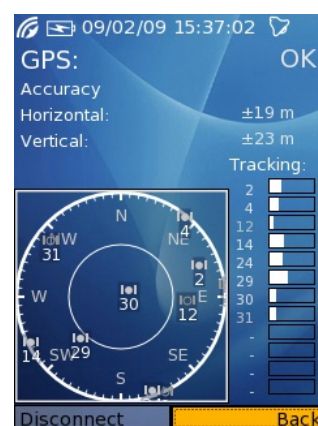 09/02/09 15:37:02
GPS: OK
Accuracy
Horizontal: ±19 m
Vertical: ±23 m
Tracking:
2
4
12
14
24
29
30
31
-
-
-
N
NE
4
NW
31
2
W
30
12
E
14
SW
29
SE
S
Disconnect
Back